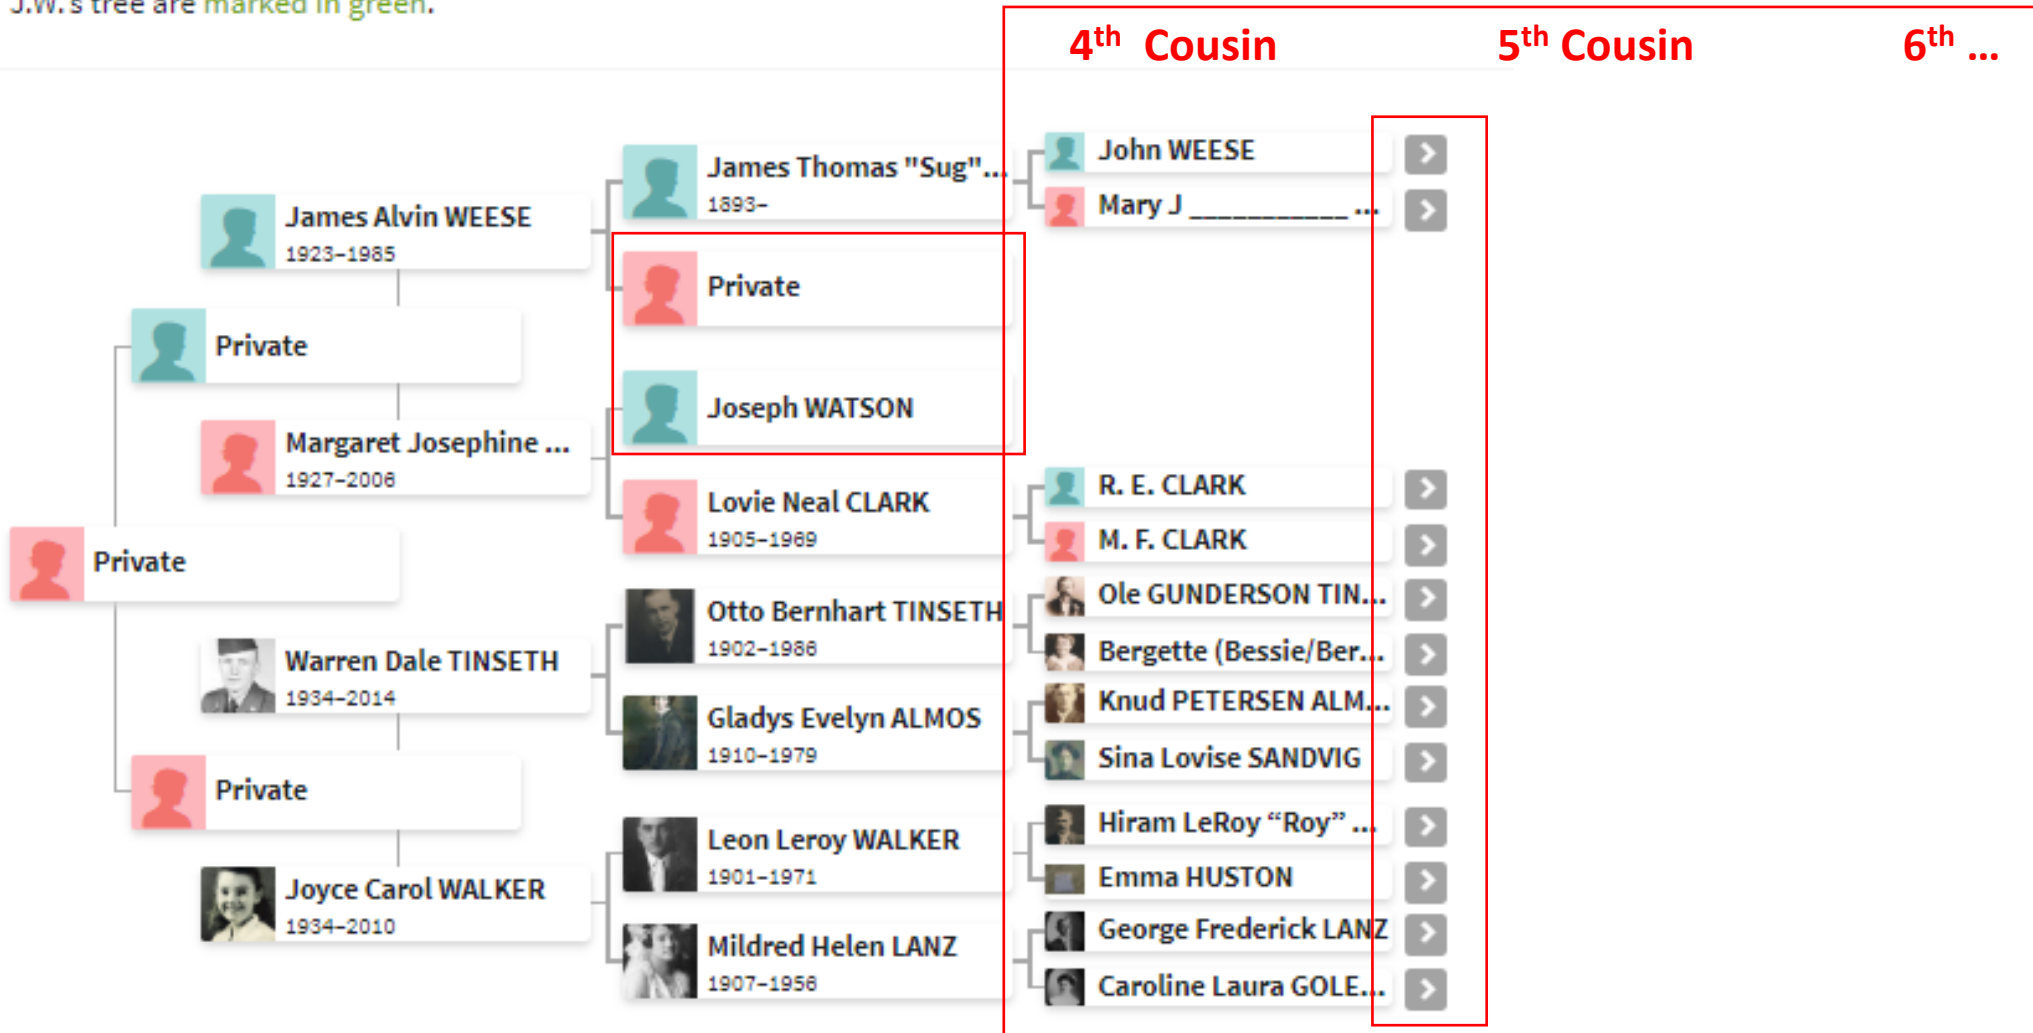 J.W.'s tree are marked in green.
4th Cousin
5th Cousin
6th ...
James Alvin WEESE
1923–1985
Private
Margaret Josephine ...
1927–2006
Private
Warren Dale TINSETH
1934–2014
Private
Joyce Carol WALKER
1934–2010
James Thomas "Sug"...
1893–
Private
Joseph WATSON
Lovie Neal CLARK
1905–1969
Otto Bernhart TINSETH
1902–1986
Gladys Evelyn ALMOS
1910–1979
Leon Leroy WALKER
1901–1971
Mildred Helen LANZ
1907–1956
John WEESE
Mary J ___________ ...
R. E. CLARK
M. F. CLARK
Ole GUNDERSON TIN...
Bergette (Bessie/Ber...
Knud PETERSEN ALM...
Sina Lovise SANDVIG
Hiram LeRoy “Roy” ...
Emma HUSTON
George Frederick LANZ
Caroline Laura GOLE...